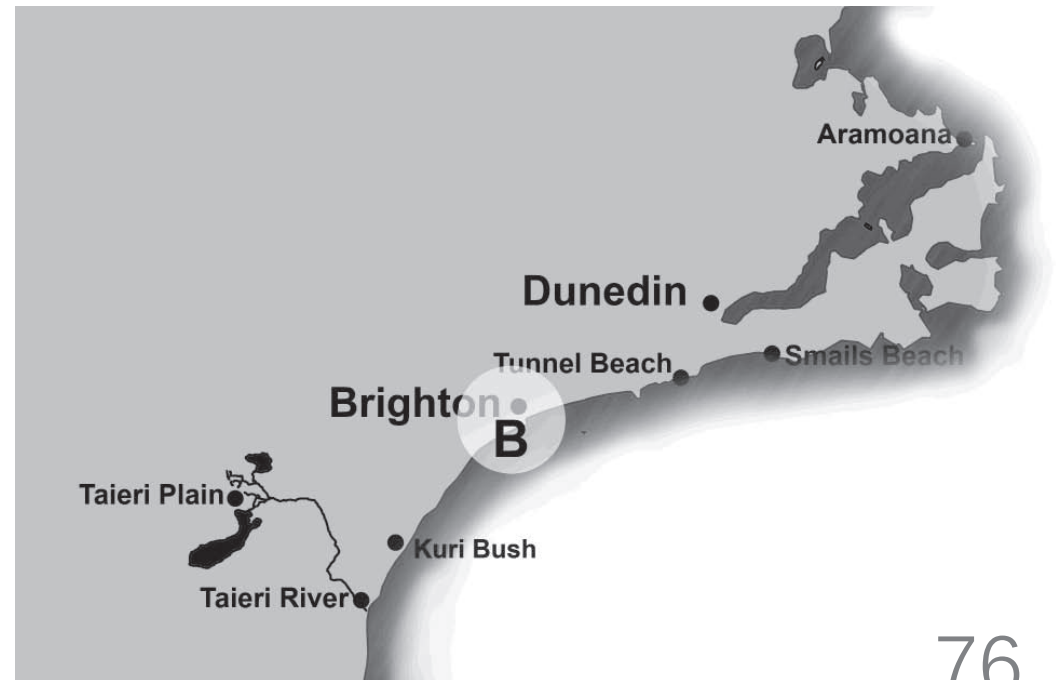 Aramoana
Dunedin
Smails Beach
Tunnel Beach
Brighton
B
Taieri Plain
Kuri Bush
Taieri River
76